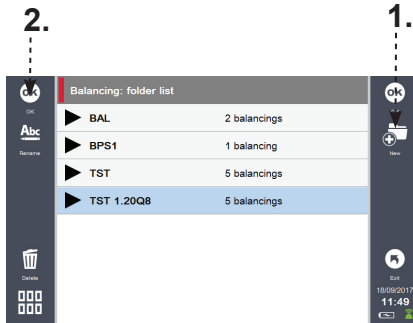 2. 1.
OK Balancing: folder list OK
OK
BAL 2 balancings
Abc
Rename New
BPS1 1 balancing
TST 5 balancings
TST 1.20Q8 5 balancings
Delete Exit
18/09/2017
11:49